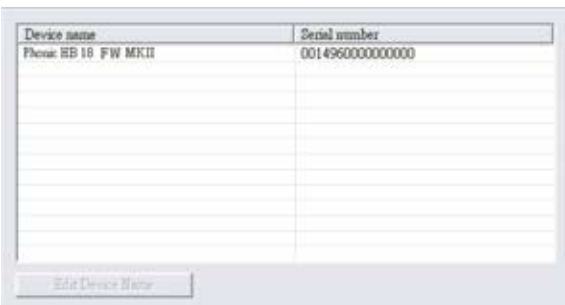 Device name Serial number
Phonic HB 18 FW MKII 0014960000000000
Edit Device Name